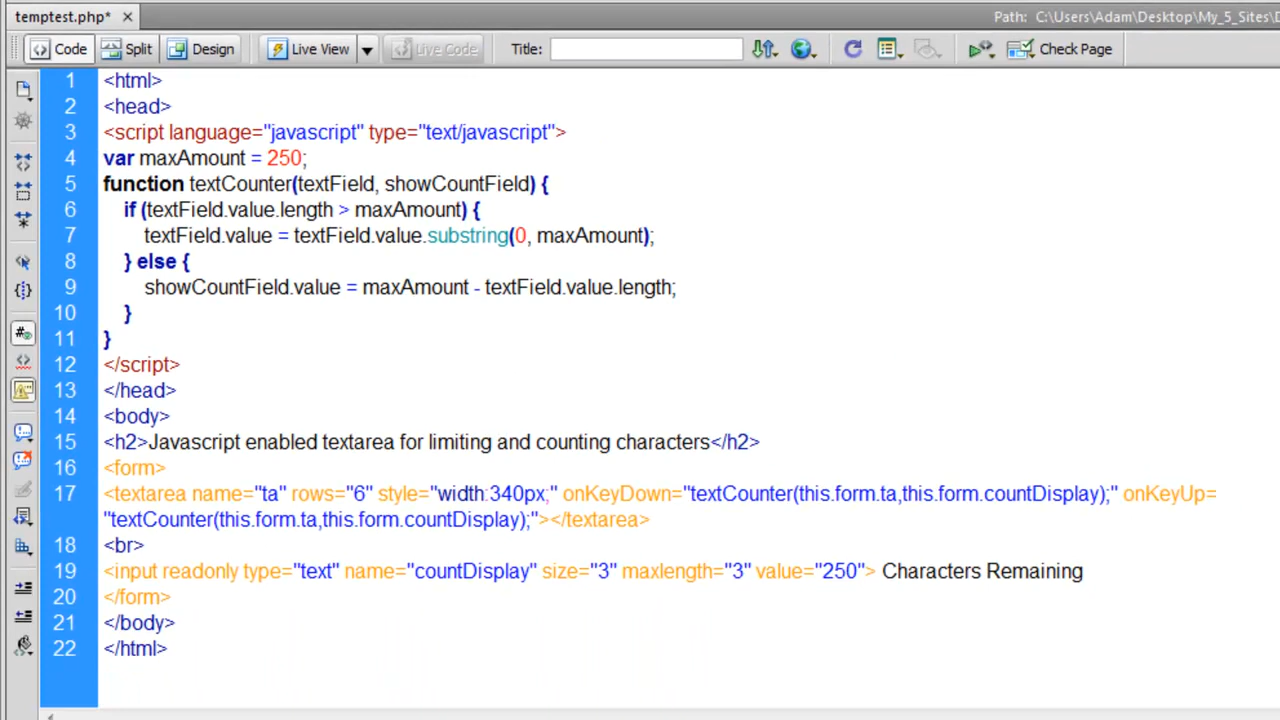 temptest.php* ×
Path: C:\Users\Adam\Desktop\My_5_Sites\
Code Split Design Live View Live Code Title: Check Page
1 <html>
2 <head>
3 <script language="javascript" type="text/javascript">
4 var maxAmount = 250;
5 function textCounter(textField, showCountField) {
6 if (textField.value.length > maxAmount) {
7 textField.value = textField.value.substring(0, maxAmount);
8 } else {
9 showCountField.value = maxAmount - textField.value.length;
10 }
11 }
12 </script>
13 </head>
14 <body>
15 <h2>Javascript enabled textarea for limiting and counting characters</h2>
16 <form>
17 <textarea name="ta" rows="6" style="width:340px;" onKeyDown="textCounter(this.form.ta,this.form.countDisplay);" onKeyUp=
"textCounter(this.form.ta,this.form.countDisplay);"></textarea>
18 <br>
19 <input readonly type="text" name="countDisplay" size="3" maxlength="3" value="250"> Characters Remaining
20 </form>
21 </body>
22 </html>